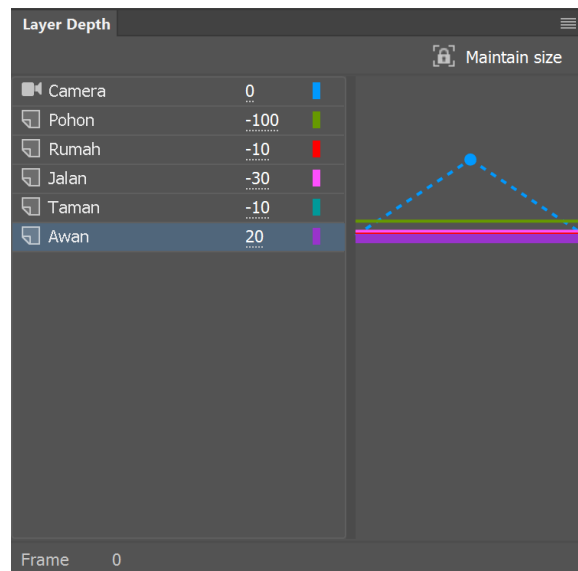 Layer Depth
Maintain size
Camera 0
Pohon -100
Rumah -10
Jalan -30
Taman -10
Awan 20
Frame 0